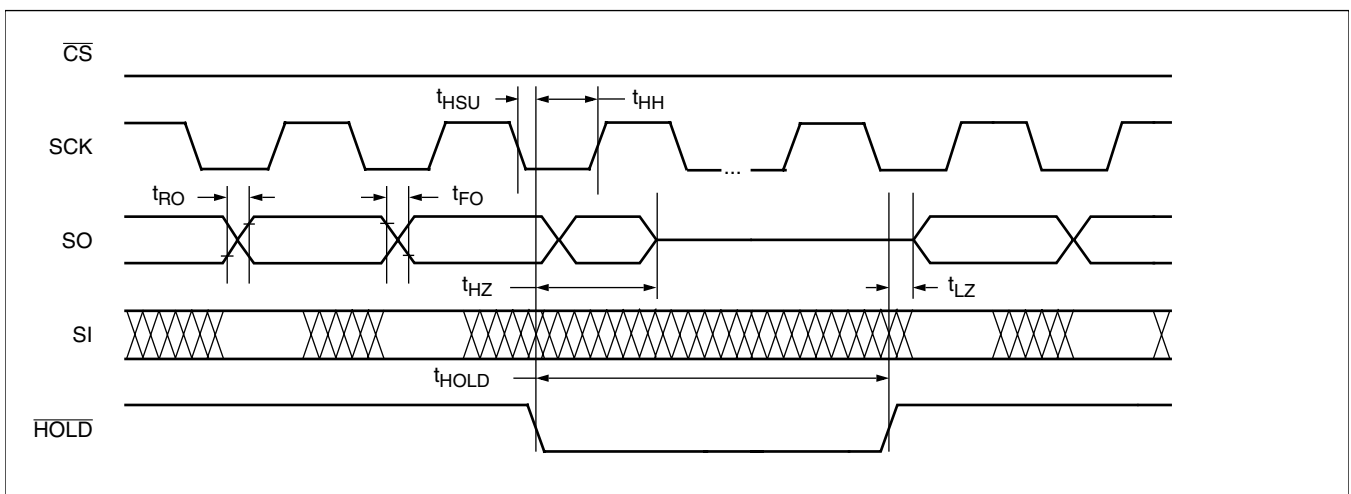 CS
tHSU
tHH
SCK
...
tRO
tFO
SO
tHZ
tLZ
SI
tHOLD
HOLD